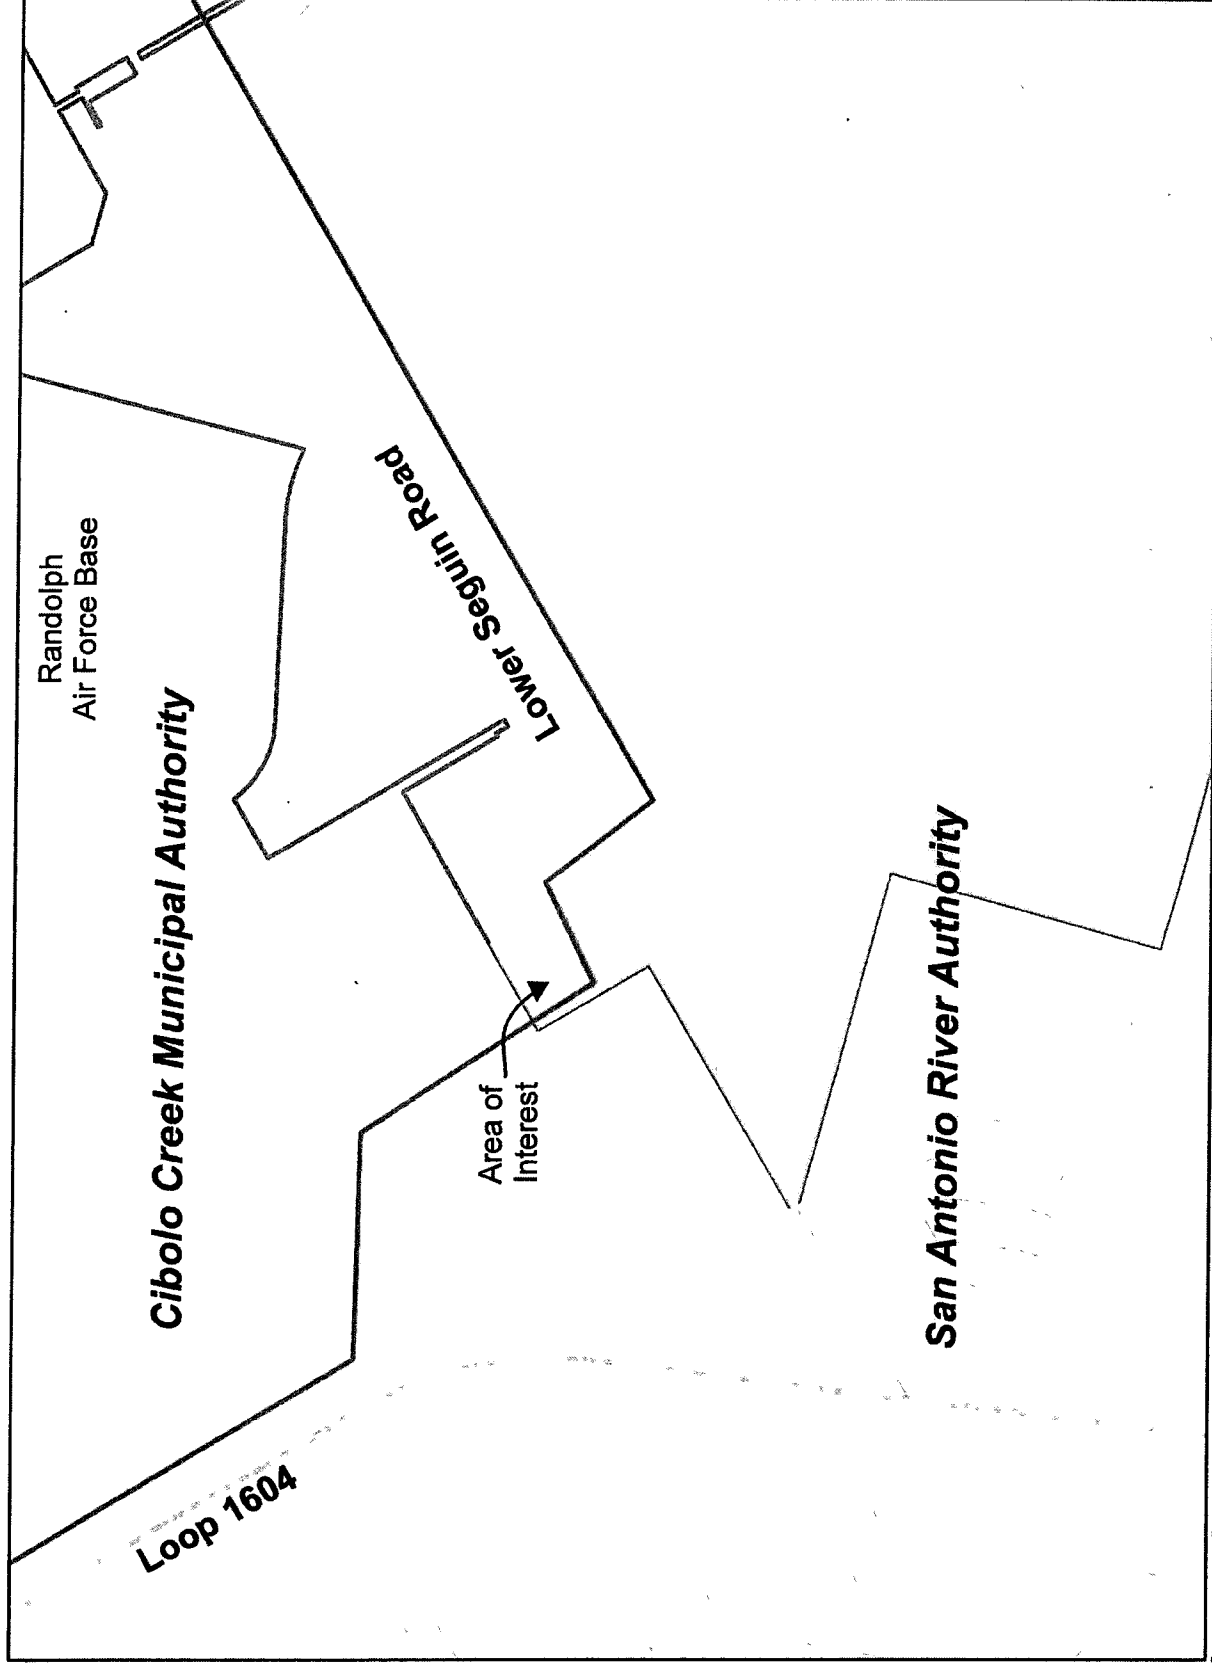 Randolph
Air Force Base
Cibolo Creek Municipal Authority
Lower Seguin Road
Area of
Interest
Loop 1604
San Antonio River Authority